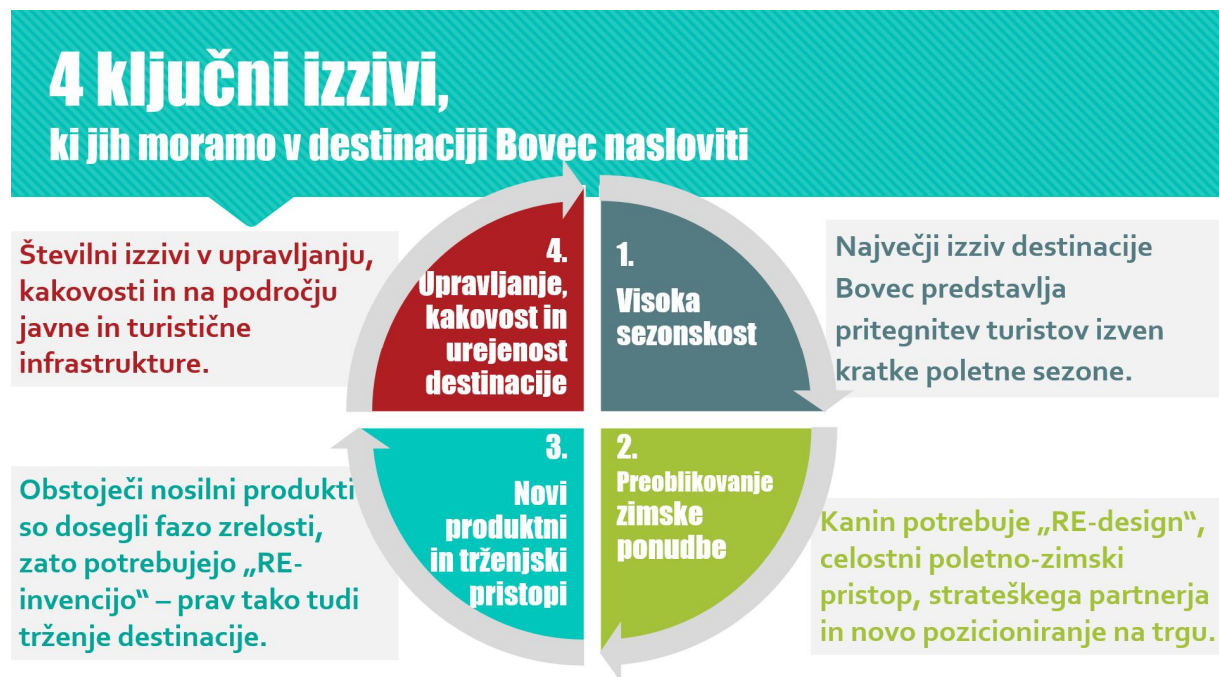 4 ključni izzivi,
ki jih moramo v destinaciji Bovec nasloviti
1.
Visoka
sezonskost
Največji izziv destinacije
Bovec predstavlja
pritegnitev turistov izven
kratke poletne sezone.
2.
Preoblikovanje
zimske
ponudbe
Kanin potrebuje „RE-design“,
celostni poletno-zimski
pristop, strateškega partnerja
in novo pozicioniranje na trgu.
3.
Novi
produktni
in trženjski
pristopi
Obstoječi nosilni produkti
so dosegli fazo zrelosti,
zato potrebujejo „RE-
invencijo“ – prav tako tudi
trženje destinacije.
4.
Upravljanje,
kakovost in
urejenost
destinacije
Številni izzivi v upravljanju,
kakovosti in na področju
javne in turistične
infrastrukture.